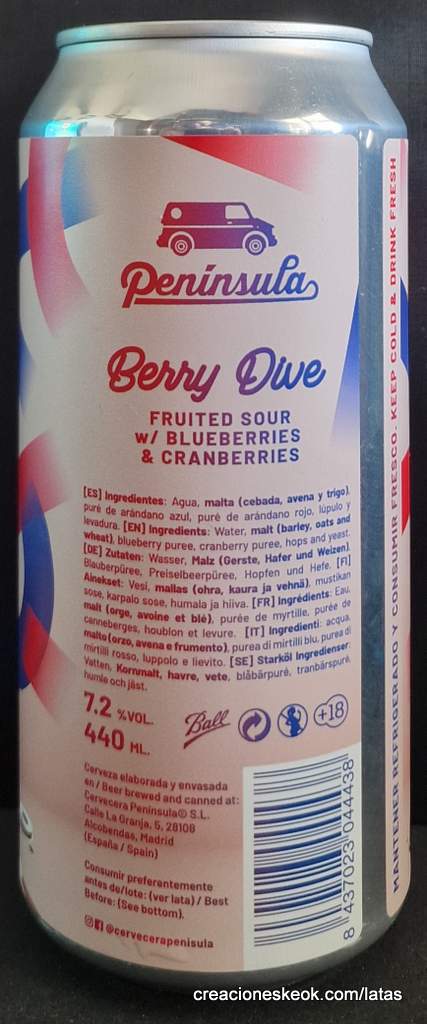 Península
Berry Dive
FRUITED SOUR
W/ BLUEBERRIES
& CRANBERRIES
[ES] Ingredientes: Agua, malta (cebada, avena y trigo),
puré de arándano azul, puré de arándano rojo, lúpulo y
levadura. [EN] Ingredients: Water, malt (barley, oats and
wheat), blueberry puree, cranberry puree, hops and yeast.
[DE] Zutaten: Wasser, Malz (Gerste, Hafer und Weizen),
Blauberpüree, Preiselbeerpüree, Hopfen und Hefe. [FI]
Ainekset: Vesi, mallas (ohra, kaura ja vehnä), mustikan
sose, karpalo sose, humala ja hiiva. [FR] Ingrédients: Eau,
malt (orge, avoine et blé), purée de myrtille, purée de
canneberges, houblon et levure. [IT] Ingredienti: acqua,
malto (orzo, avena e frumento), purea di mirtilli blu, purea di
mirtilli rosso, luppolo e lievito. [SE] Starköl Ingredienser:
Vatten, Kornmalt, havre, vete, blåbärpuré, tranbärspuré,
humle och jäst.
7.2 %VOL.
440 ML.
Ball
+18
Cerveza elaborada y envasada
en / Beer brewed and canned at:
Cervecera Península® S.L.
Calle La Granja, 5, 28108
Alcobendas, Madrid
(España / Spain)
Consumir preferentemente
antes de/lote: (ver lata) / Best
Before: (See bottom).
@cervecerapenisula
8 437023 044438
MANTENER REFRIGERADO Y CONSUMIR FRESCO. KEEP COLD & DRINK FRESH
creacioneskeok.com/latas